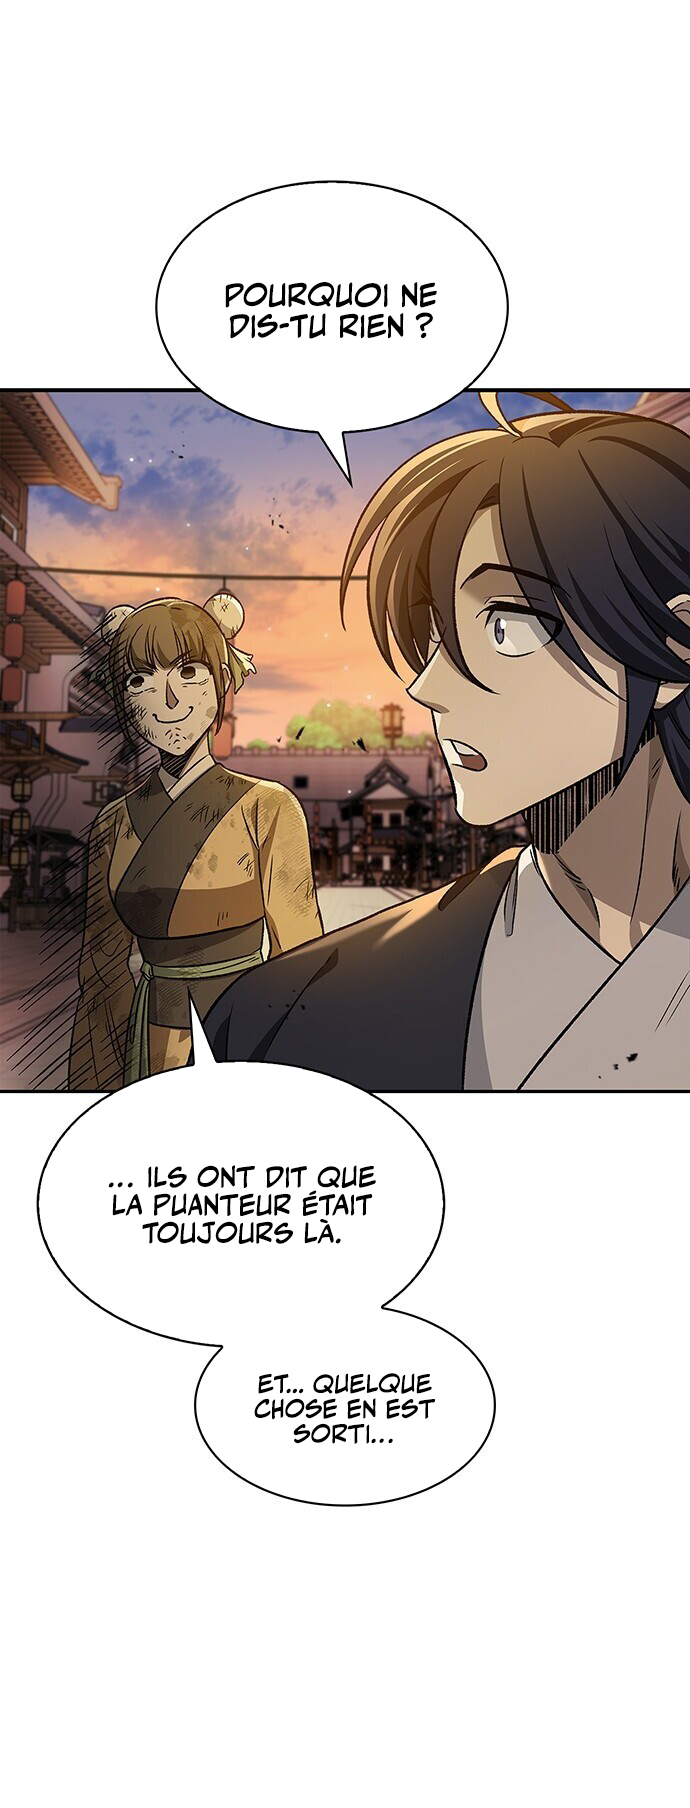 POURQUOI NE
DIS-TU RIEN ?
... ILS ONT DIT QUE
LA PUANTEUR ÉTAIT
TOUJOURS LÀ.
ET... QUELQUE
CHOSE EN EST
SORTI...